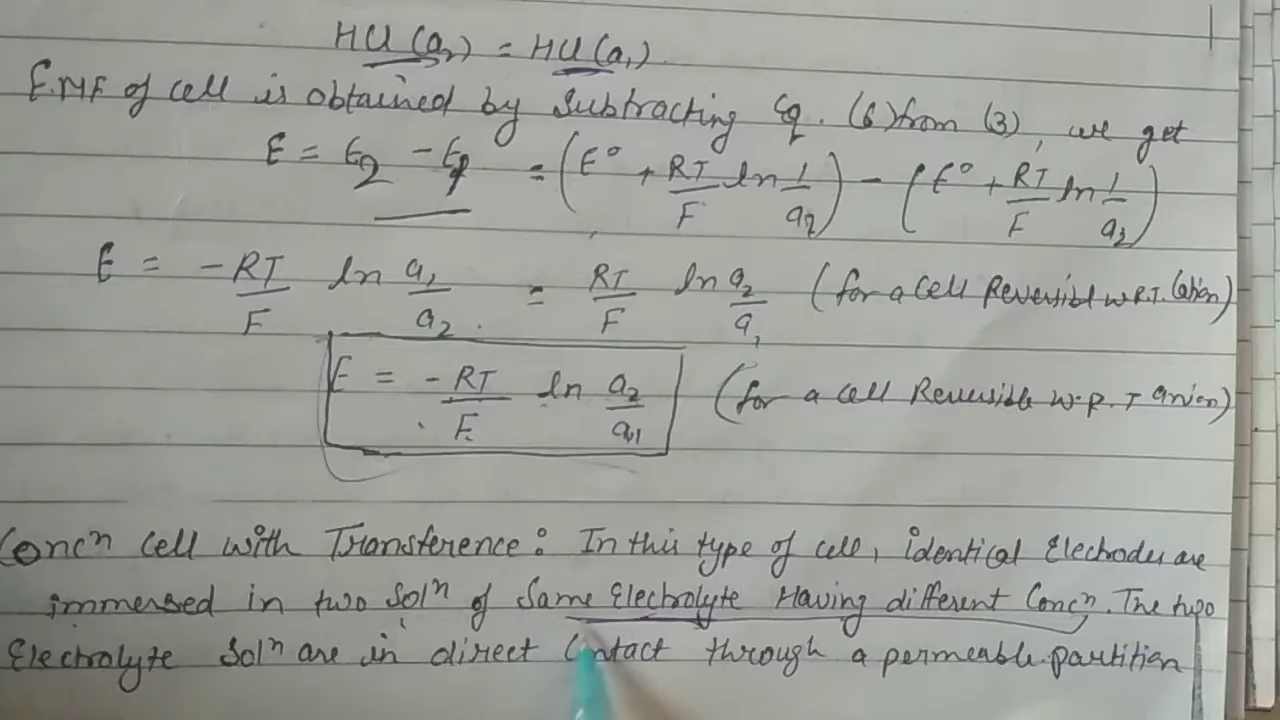 HCl (a₂) = HCl (a₁).
E.MF of cell is obtained by Subtracting Eq. (6) from (3), we get
E = E₂ - E₁ = (E° + RT/F ln 1/a₂) - (E° + RT/F ln 1/a₂)
E = -RT/F ln a₁/a₂ = RT/F ln a₂/a₁ (for a cell Reversible W.R.T. Cation)
E = -RT/F ln a₂/a₁ (for a cell Reversible W.R.T anion)
Concⁿ cell with Transference: In this type of cell, identical Electrodes are
immersed in two Solⁿ of Same Electrolyte Having different Concⁿ. The two
Electrolyte Solⁿ are in direct Contact through a permeable partition